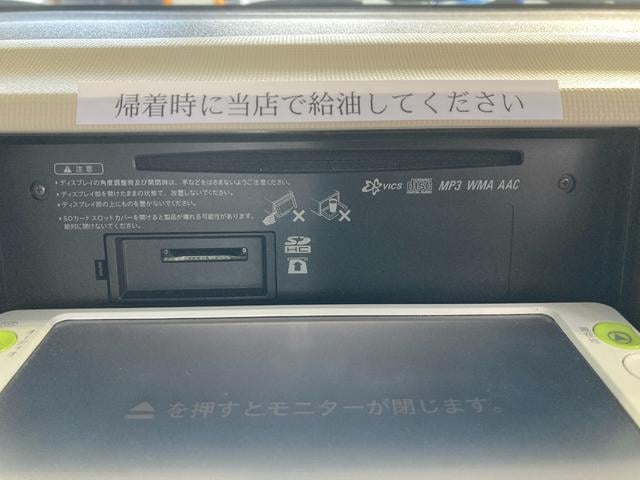 帰着時に当店で給油してください
⚠注意
▶ディスプレイの角度調整時及び開閉時は、手などをはさまないようご注意ください。
▶ディスプレイ部を開けたままの状態で、放置しないでください。
▶ディスプレイ部の上にものを置かないでください。
▶SDカードスロットカバーを開けると製品が壊れる可能性があります。
絶対に開けないでください。
VICS disc MP3 WMA AAC
SD
HC
現在地
⏏を押すとモニターが閉じます。